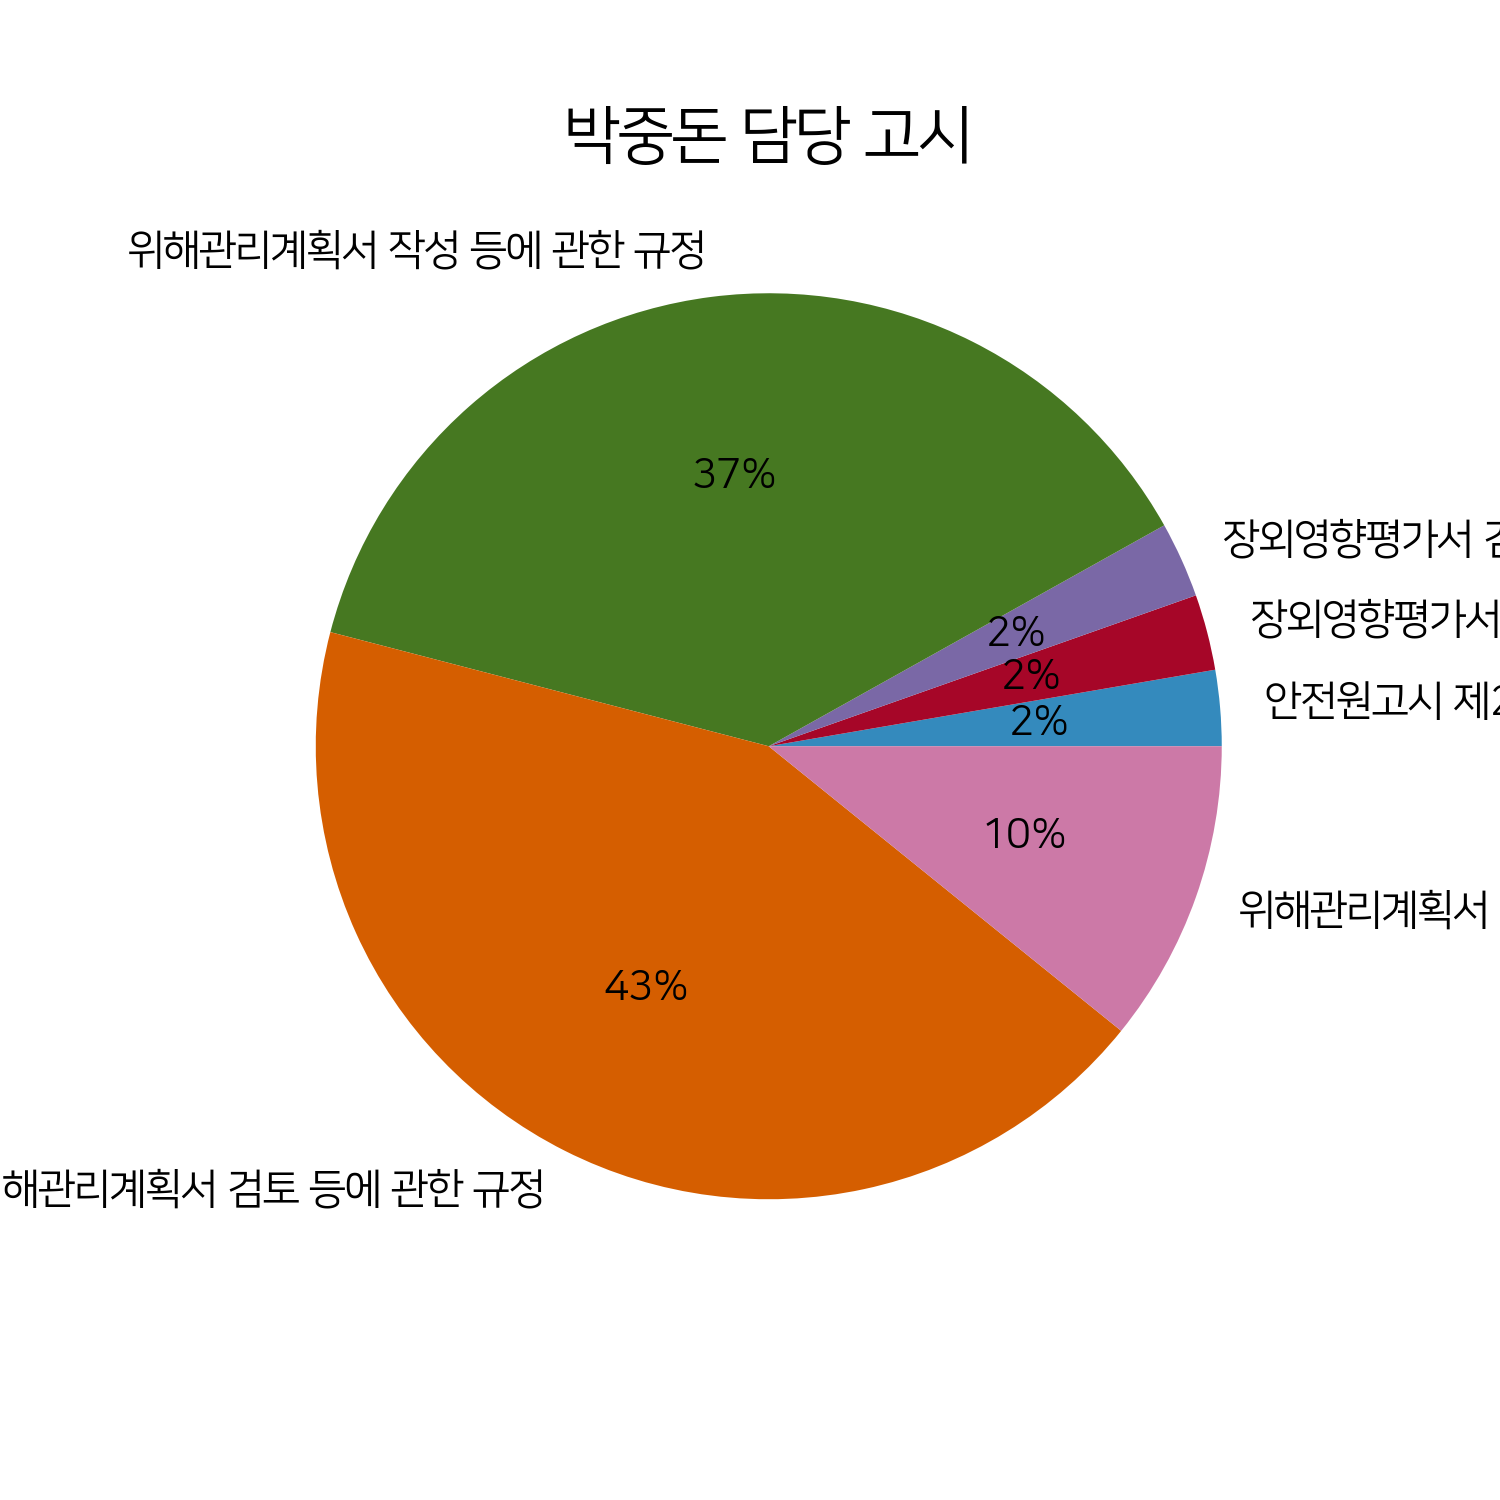 박중돈 담당 고시
위해관리계획서 작성 등에 관한 규정
37%
장외영향평가서
2%
장외영향평가서
2%
안전원고시
2%
10%
위해관리계획서
43%
해관리계획서 검토 등에 관한 규정